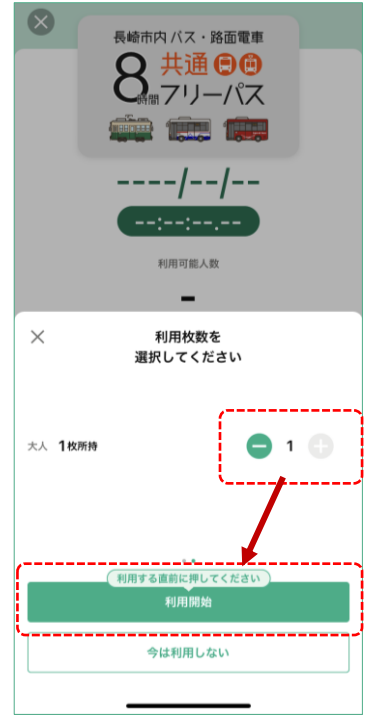 長崎市内 バス・路面電車
8時間 共通
フリーパス
----/--/--
--:--:--.--
利用可能人数
-
利用枚数を
選択してください
大人 1枚所持 1
利用する直前に押してください
利用開始
今は利用しない